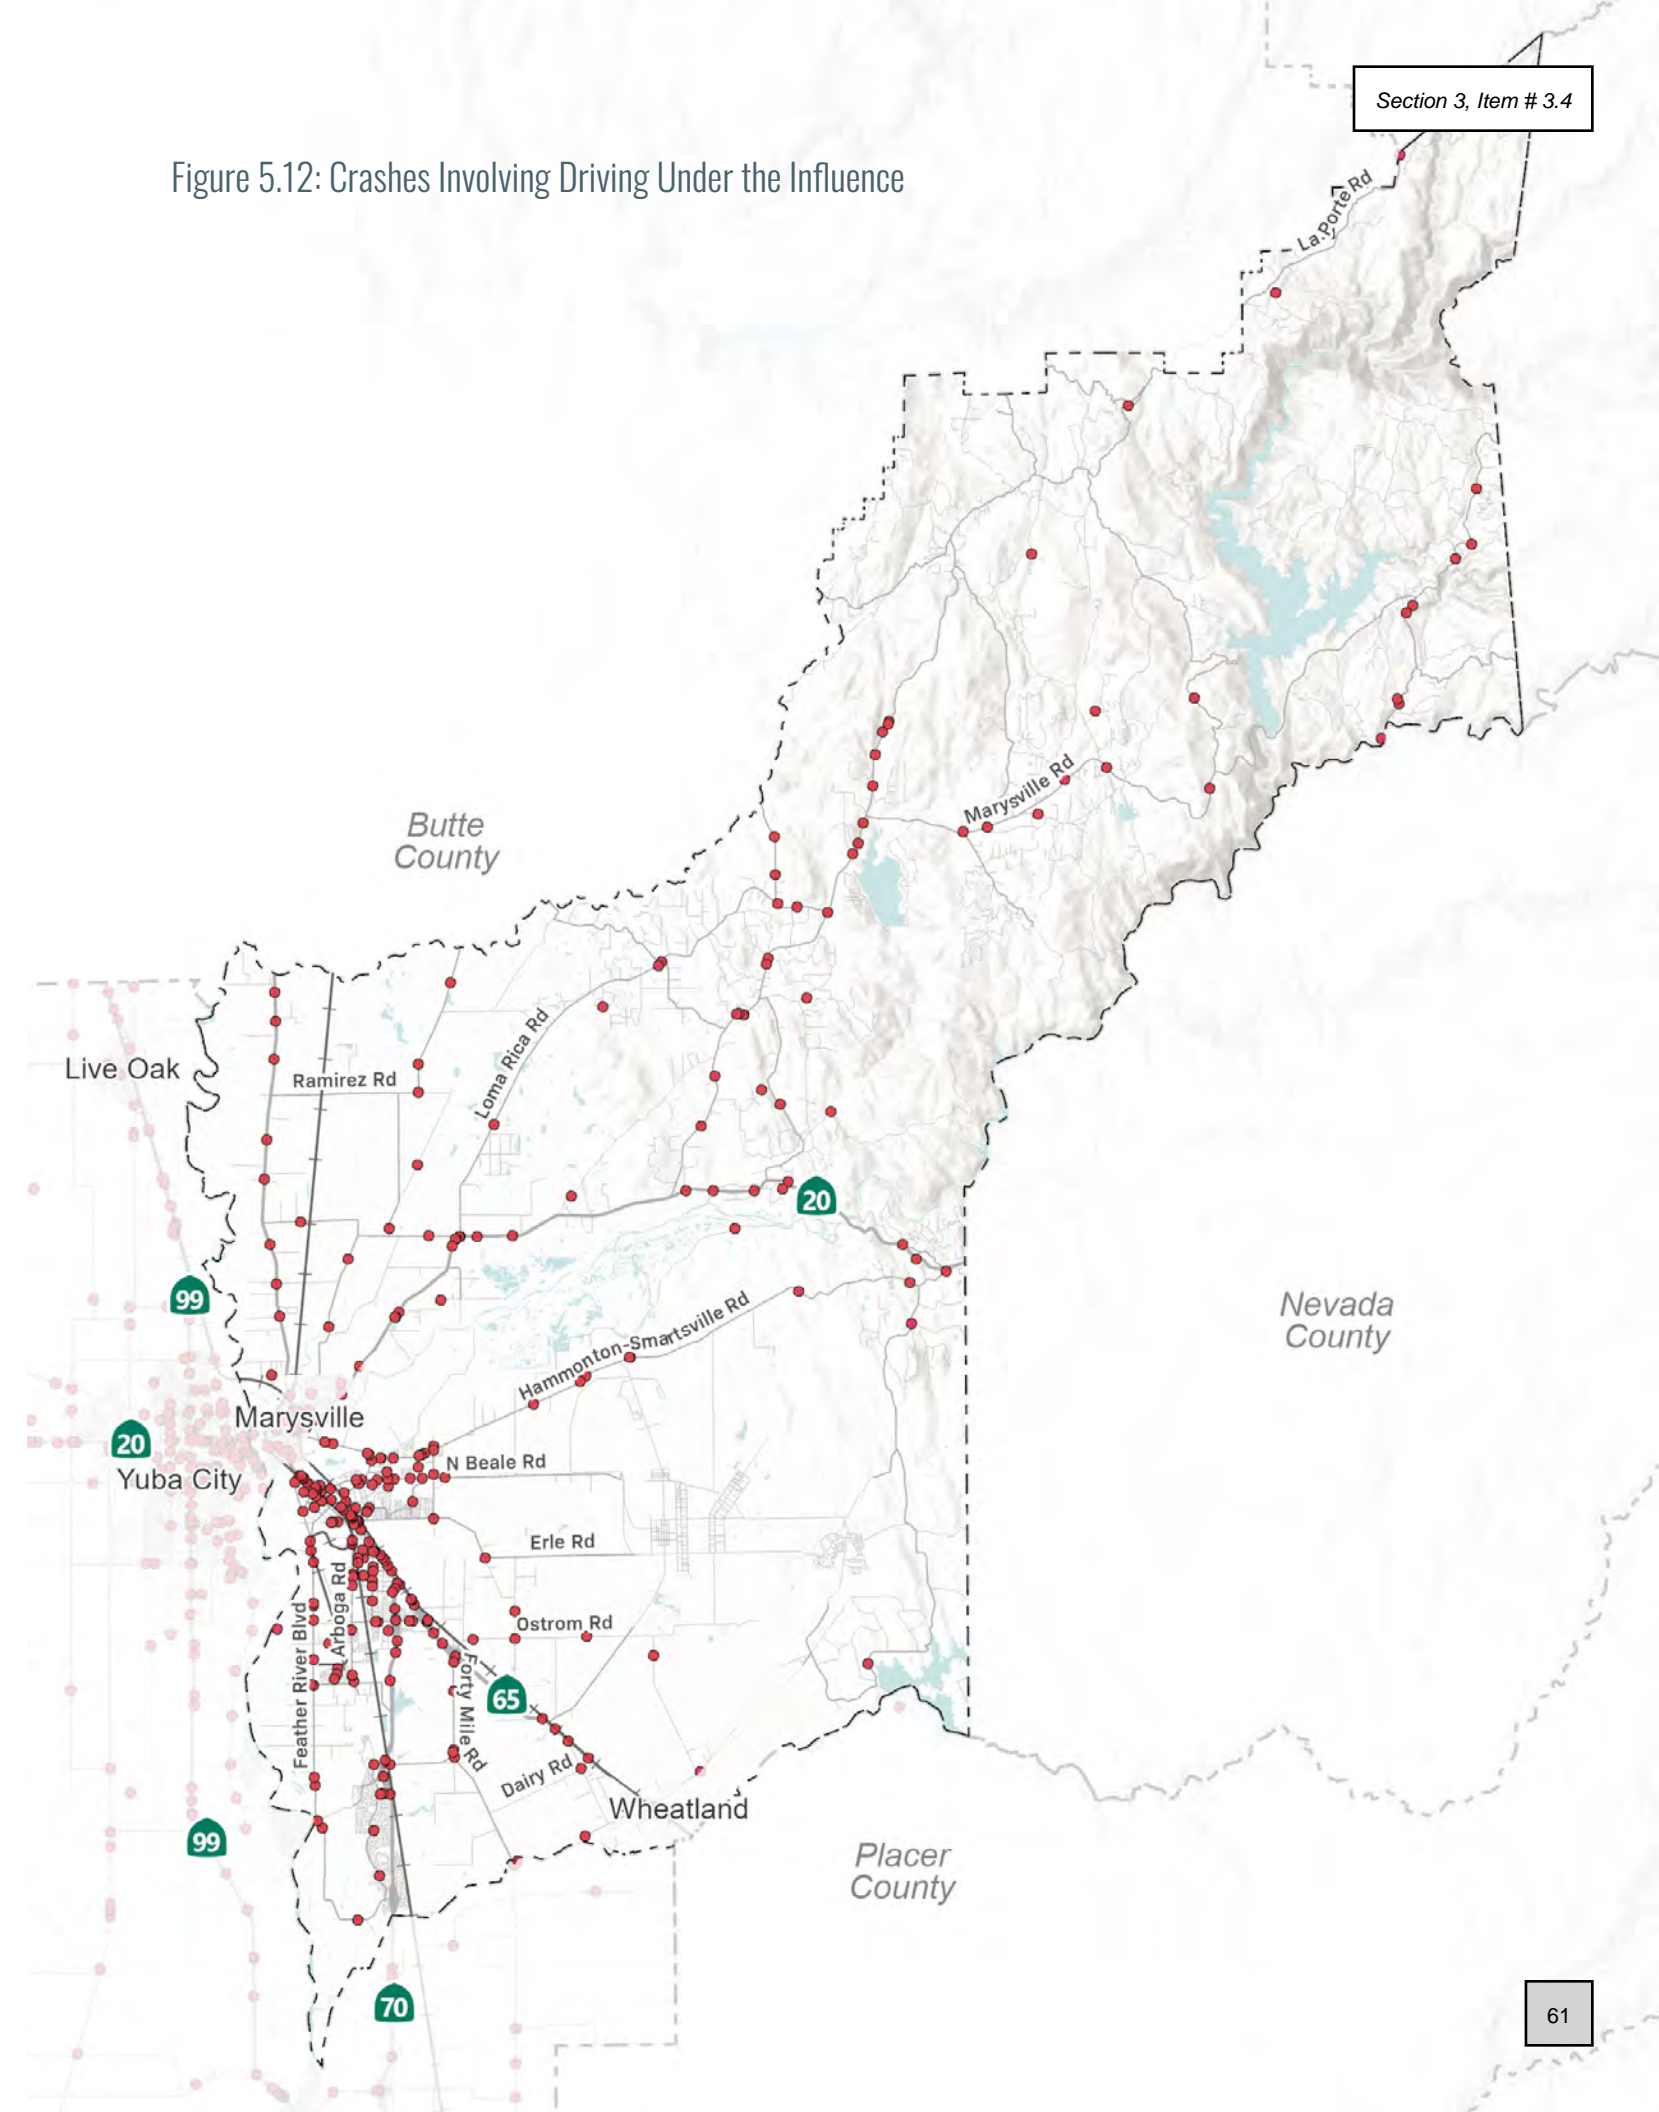 Section 3, Item # 3.4
Figure 5.12: Crashes Involving Driving Under the Influence
La Porte Rd
Marysville Rd
Butte
County
Loma Rica Rd
Live Oak
Ramirez Rd
20
99
Hammonton-Smartsville Rd
Nevada
County
Marysville
20
Yuba City
N Beale Rd
Erle Rd
Arboga Rd
Feather River Blvd
Ostrom Rd
Forty Mile Rd
65
Dairy Rd
Wheatland
99
Placer
County
70
61